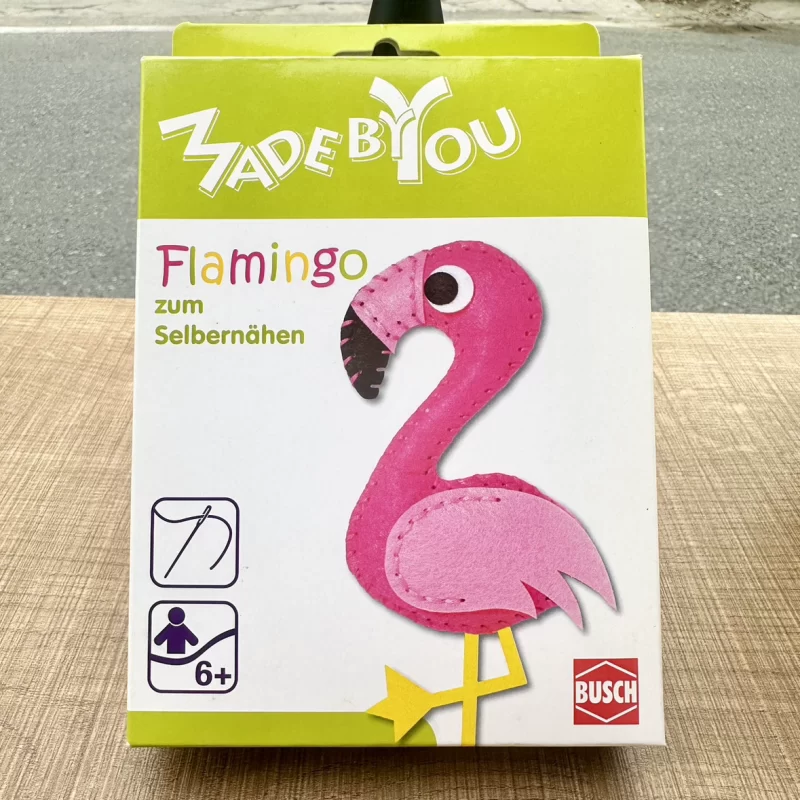 MADE BY YOU
Flamingo
zum
Selbernähen
6+
BUSCH